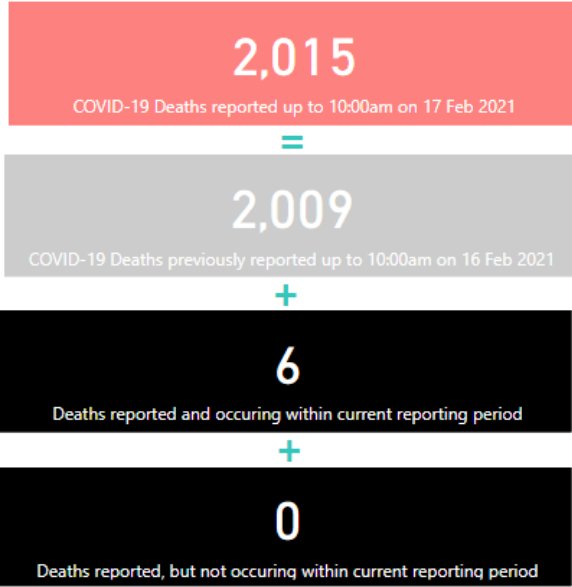 2,015
COVID-19 Deaths reported up to 10:00am on 17 Feb 2021
=
2,009
COVID-19 Deaths previously reported up to 10:00am on 16 Feb 2021
+
6
Deaths reported and occuring within current reporting period
+
0
Deaths reported, but not occuring within current reporting period